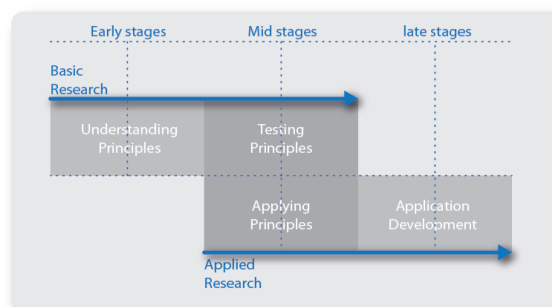 Early stages
Mid stages
late stages
Basic
Research
Understanding
Principles
Testing
Principles
Applying
Principles
Application
Development
Applied
Research